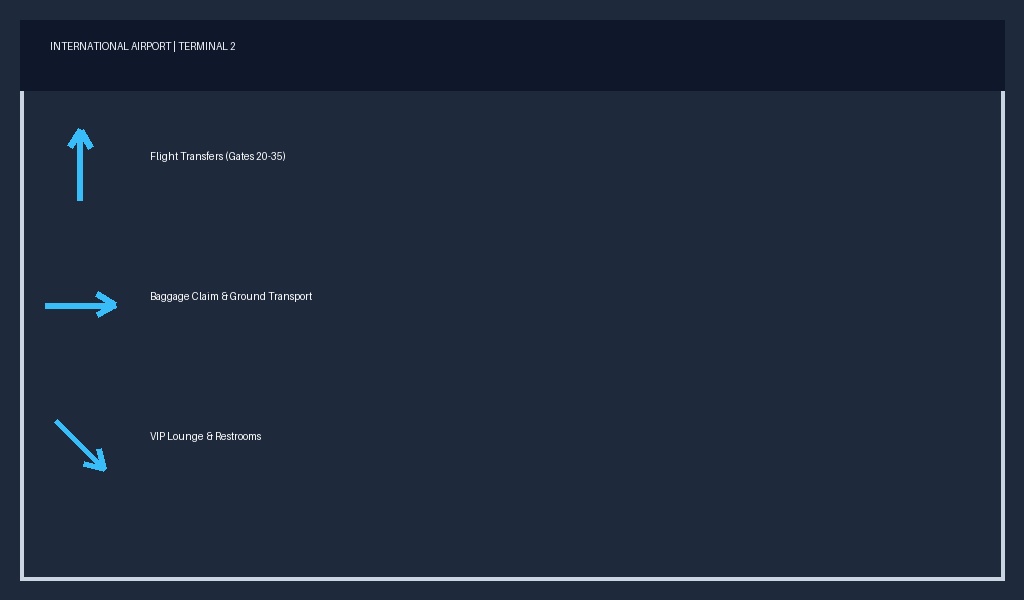 INTERNATIONAL AIRPORT | TERMINAL 2
Flight Transfers (Gates 20-35)
Baggage Claim & Ground Transport
VIP Lounge & Restrooms